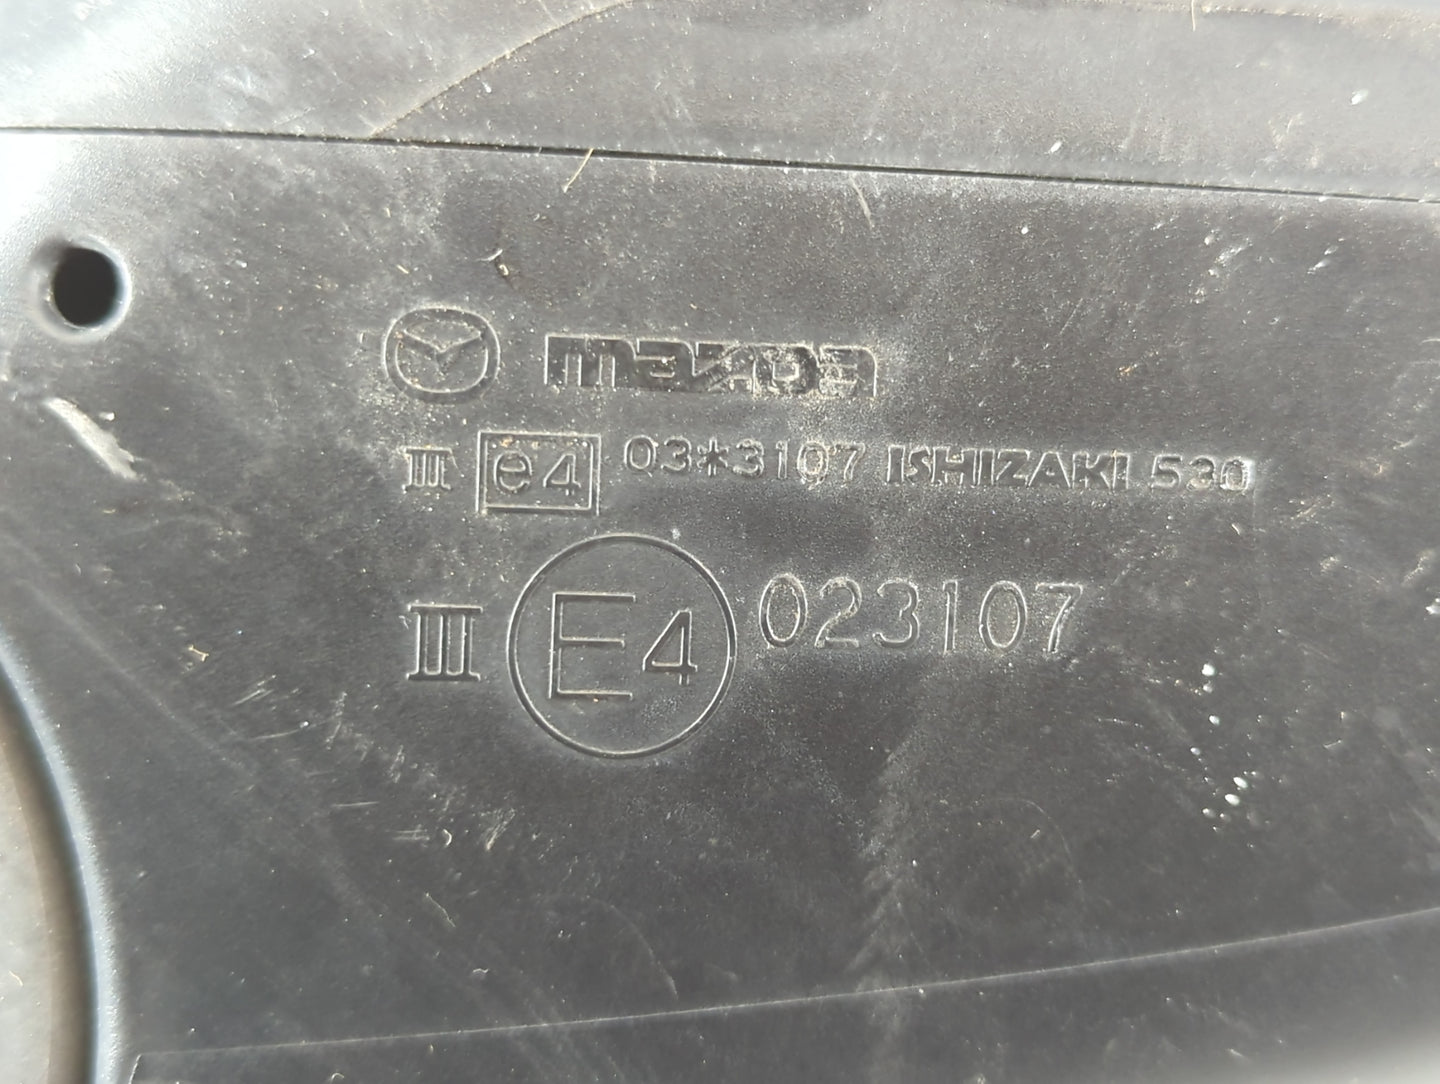 mazda
III e4 03*3107 ISHIZAKI 530
III E4 023107